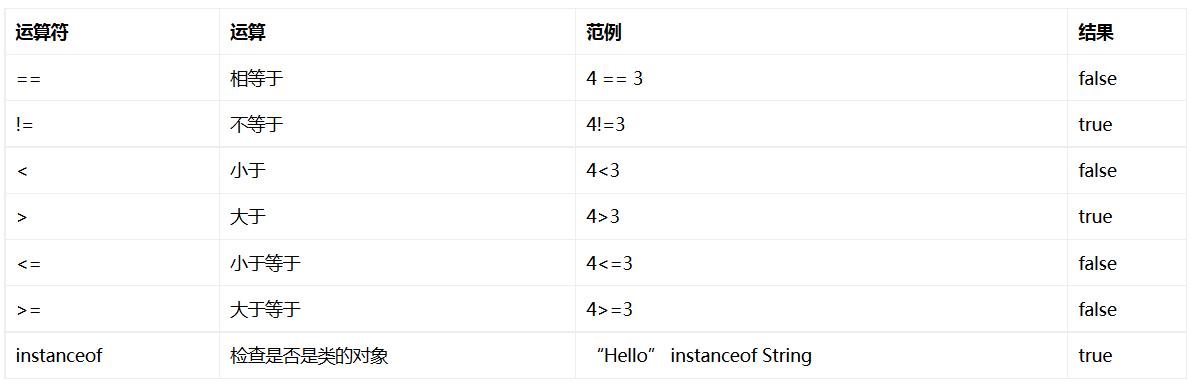 运算符 运算 范例 结果
== 相等于 4 == 3 false
!= 不等于 4!=3 true
< 小于 4<3 false
> 大于 4>3 true
<= 小于等于 4<=3 false
>= 大于等于 4>=3 false
instanceof 检查是否是类的对象 “Hello” instanceof String true